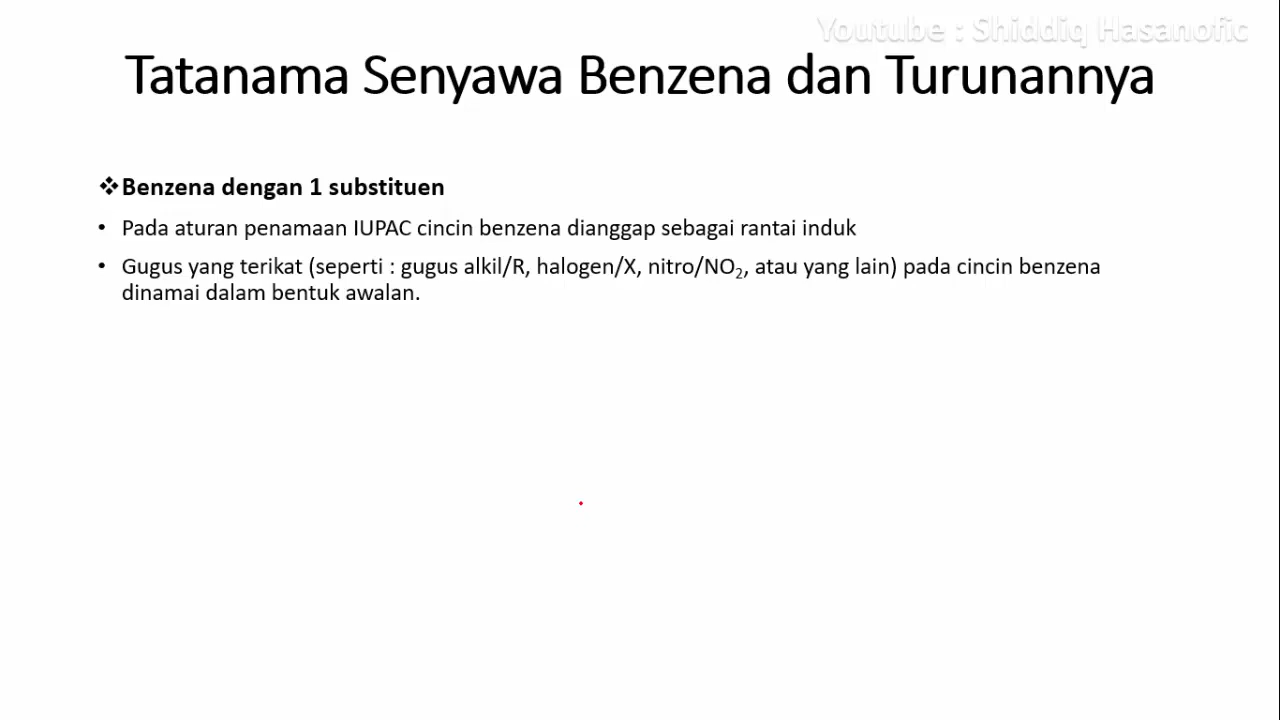 Youtube : Shiddiq Hasanofic
Tatanama Senyawa Benzena dan Turunannya
❖Benzena dengan 1 substituen
• Pada aturan penamaan IUPAC cincin benzena dianggap sebagai rantai induk
• Gugus yang terikat (seperti : gugus alkil/R, halogen/X, nitro/NO₂, atau yang lain) pada cincin benzena
dinamai dalam bentuk awalan.